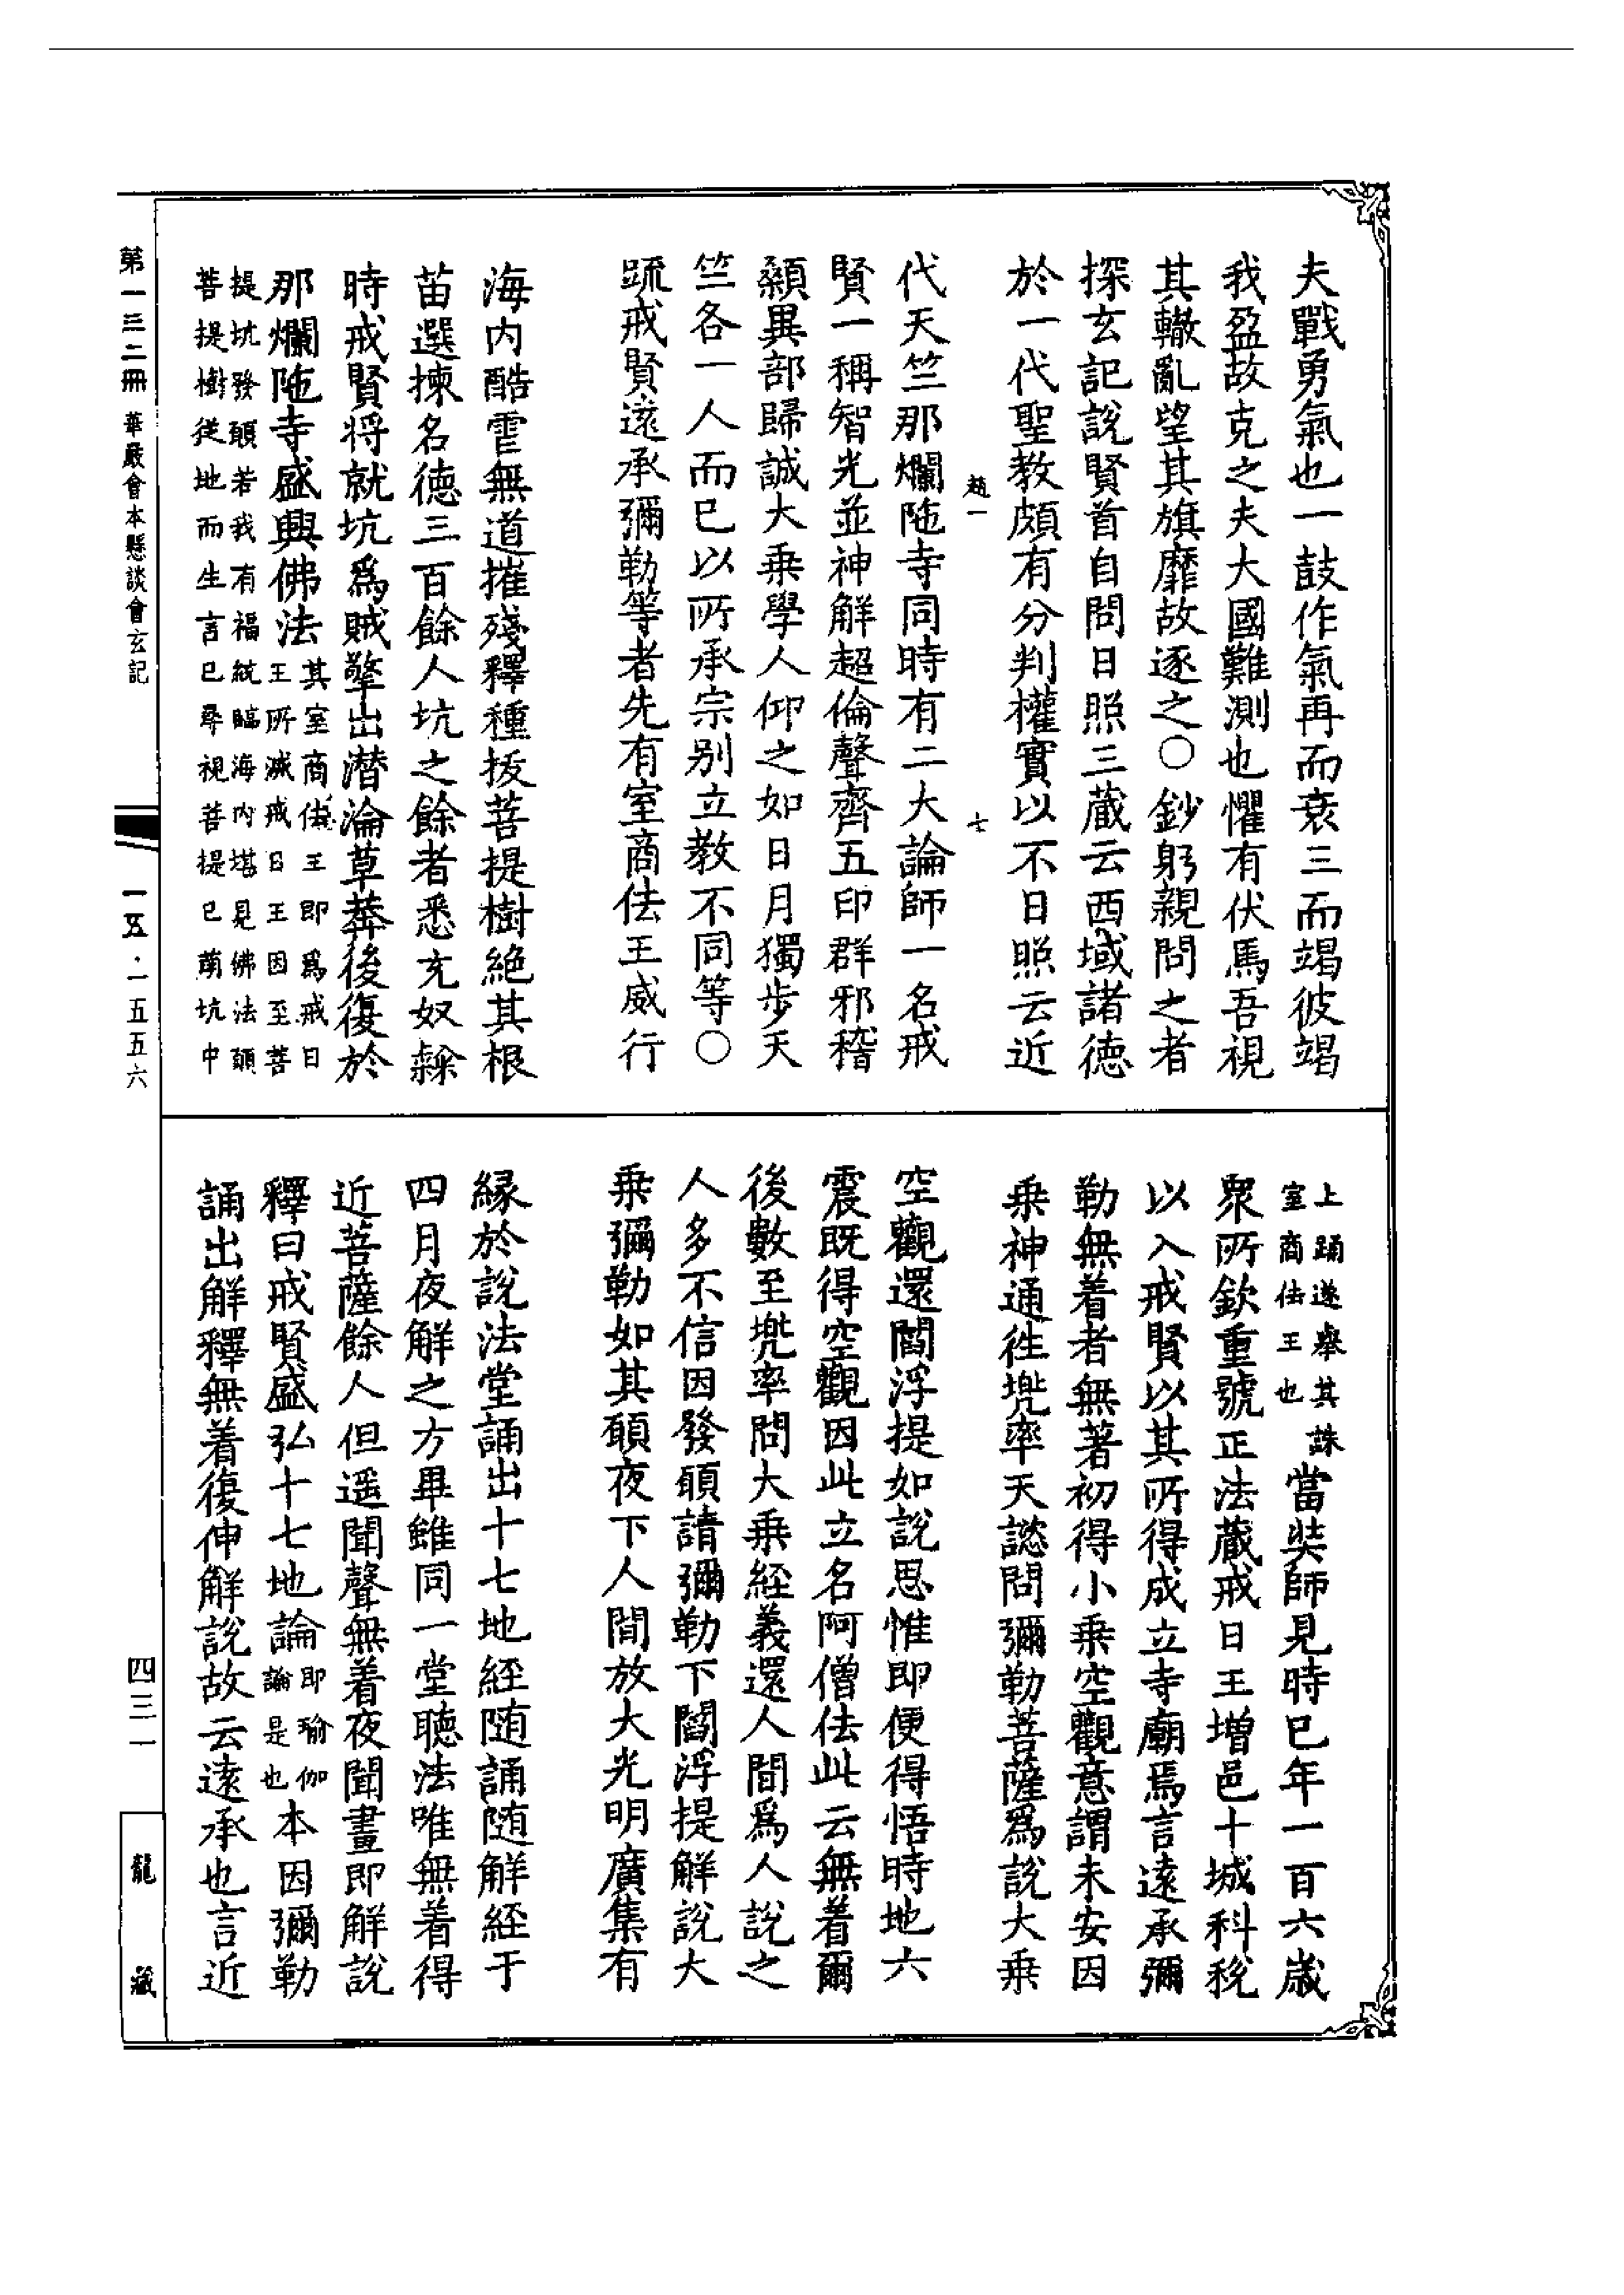 夫戰勇氣也一鼓作氣再而衰三而竭彼竭
我盈故克之夫大國難測也懼有伏焉吾視
其轍亂望其旗靡故逐之○鈔躬親問之者
探玄記說賢首自問日照三藏云西域諸德
於一代聖教頗有分判權實以不日照云近
趙一
七
代天竺那爛陁寺同時有二大論師一名戒
賢一稱智光並神解超倫聲齊五印群邪稽
顙異部歸誠大乗學人仰之如日月獨步天
竺各一人而已以所承宗别立教不同等○
䟽戒賢遠承彌勒等者先有室商佉王威行
海内酷虐無道摧殘釋種拔菩提樹絕其根
苗選揀名德三百餘人坑之餘者悉充奴𨽻
時戒賢将就坑爲賊擎出潜淪草莽後復於
那爛陁寺盛興佛法其室商佉王即爲戒日
王所滅戒日王因至菩
提坑發願若我有福統臨海内堪見佛法願
菩提樹從地而生言已尋視菩提已萌坑中
上踊遂舉其誅
室商佉王也當奘師見時已年一百六歲
衆所欽重號正法藏戒日王增邑十城科稅
以入戒賢以其所得成立寺廟焉言遠承彌
勒無着者無著初得小乗空觀意謂未安因
乗神通徃兠率天諮問彌勒菩薩爲說大乗
空觀還閻浮提如說思惟即便得悟時地六
震既得空觀因此立名阿僧佉此云無着爾
後數至兠率問大乗經義還人間爲人說之
人多不信因發願請彌勒下閻浮提解說大
乗彌勒如其願夜下人間放大光明廣集有
縁於說法堂誦出十七地經隨誦隨解經于
四月夜解之方畢雖同一堂聴法唯無着得
近菩薩餘人但遥聞聲無着夜聞晝即解說
釋曰戒賢盛弘十七地論即瑜伽
論是也本因彌勒
誦出解釋無着復伸解說故云遠承也言近
第一三二冊 華嚴會本懸談會玄記
一五·一五五六
四三一
龍藏